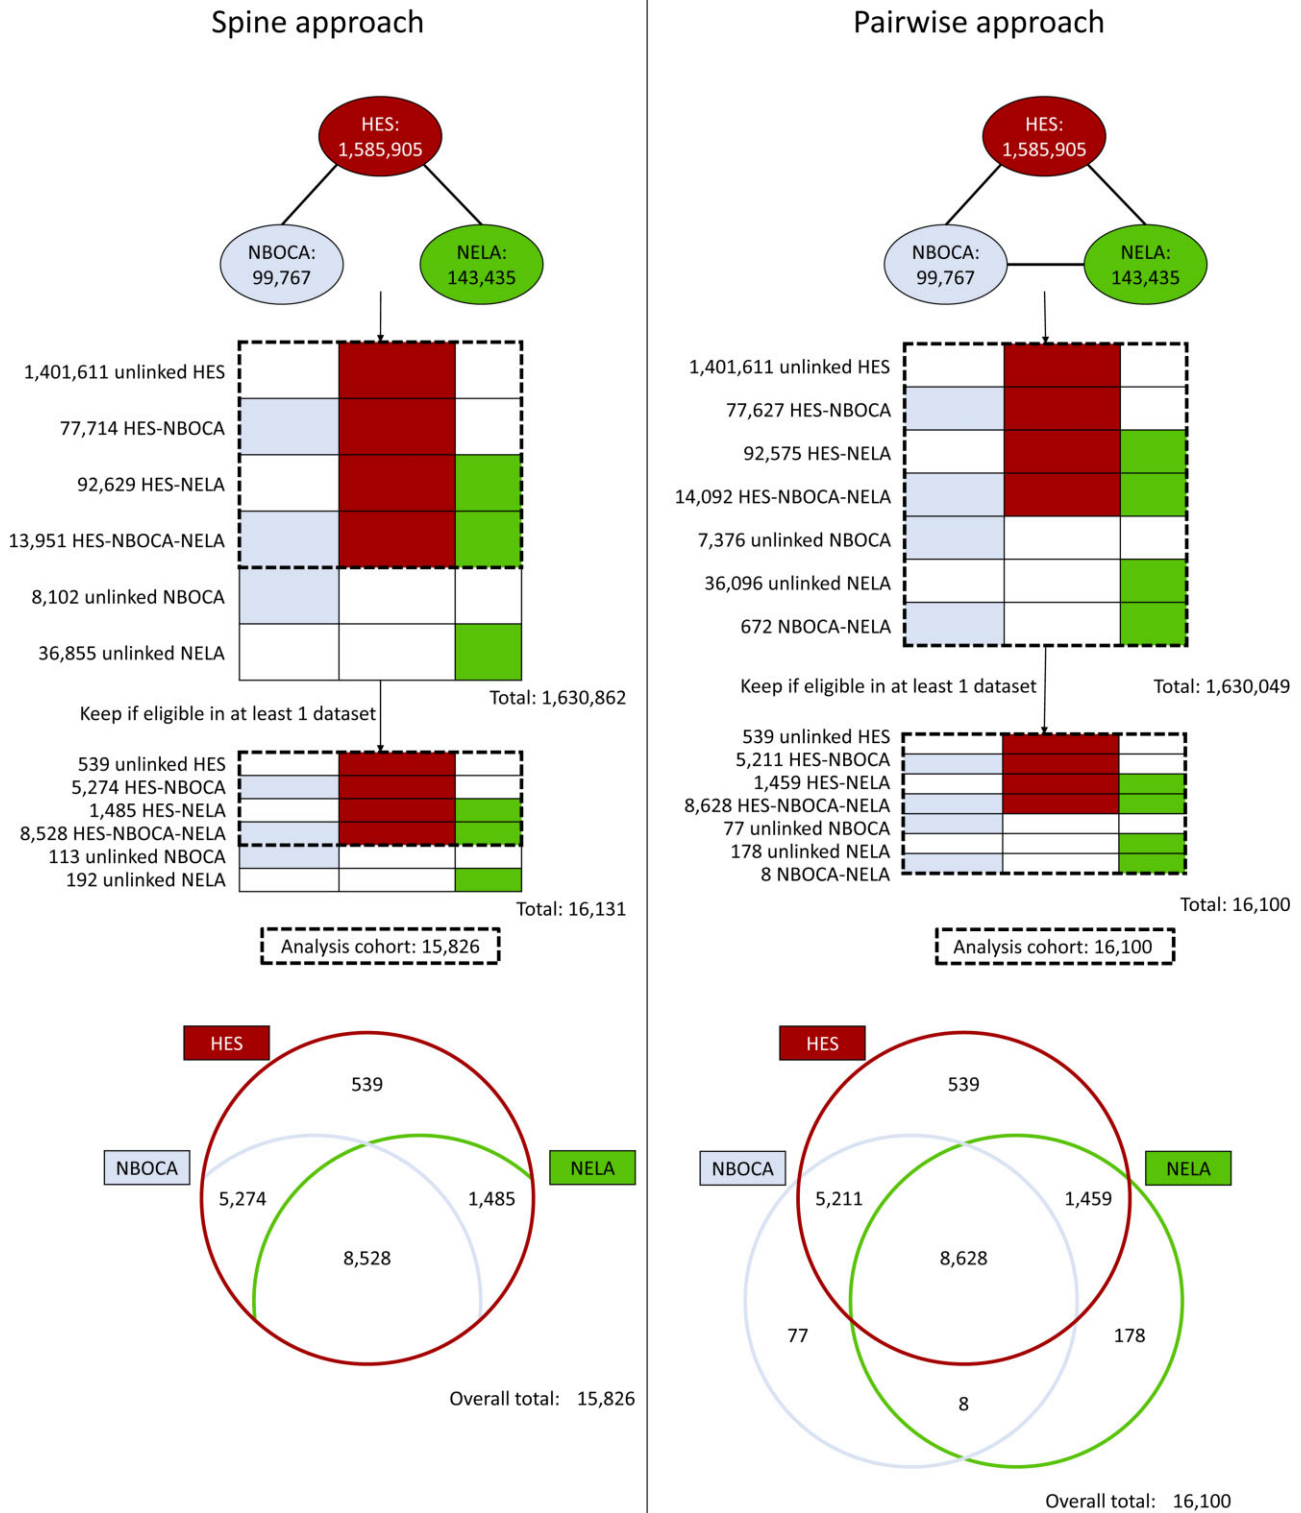 Spine approach
HES:
1,585,905
NBOCA:
99,767
NELA:
143,435
1,401,611 unlinked HES
77,714 HES-NBOCA
92,629 HES-NELA
13,951 HES-NBOCA-NELA
8,102 unlinked NBOCA
36,855 unlinked NELA
Total: 1,630,862
Keep if eligible in at least 1 dataset
539 unlinked HES
5,274 HES-NBOCA
1,485 HES-NELA
8,528 HES-NBOCA-NELA
113 unlinked NBOCA
192 unlinked NELA
Total: 16,131
Analysis cohort: 15,826
HES
539
NBOCA
NELA
5,274
1,485
8,528
Overall total: 15,826
Pairwise approach
HES:
1,585,905
NBOCA:
99,767
NELA:
143,435
1,401,611 unlinked HES
77,627 HES-NBOCA
92,575 HES-NELA
14,092 HES-NBOCA-NELA
7,376 unlinked NBOCA
36,096 unlinked NELA
672 NBOCA-NELA
Total: 1,630,049
Keep if eligible in at least 1 dataset
539 unlinked HES
5,211 HES-NBOCA
1,459 HES-NELA
8,628 HES-NBOCA-NELA
77 unlinked NBOCA
178 unlinked NELA
8 NBOCA-NELA
Total: 16,100
Analysis cohort: 16,100
HES
539
NBOCA
NELA
5,211
1,459
8,628
77
178
8
Overall total: 16,100